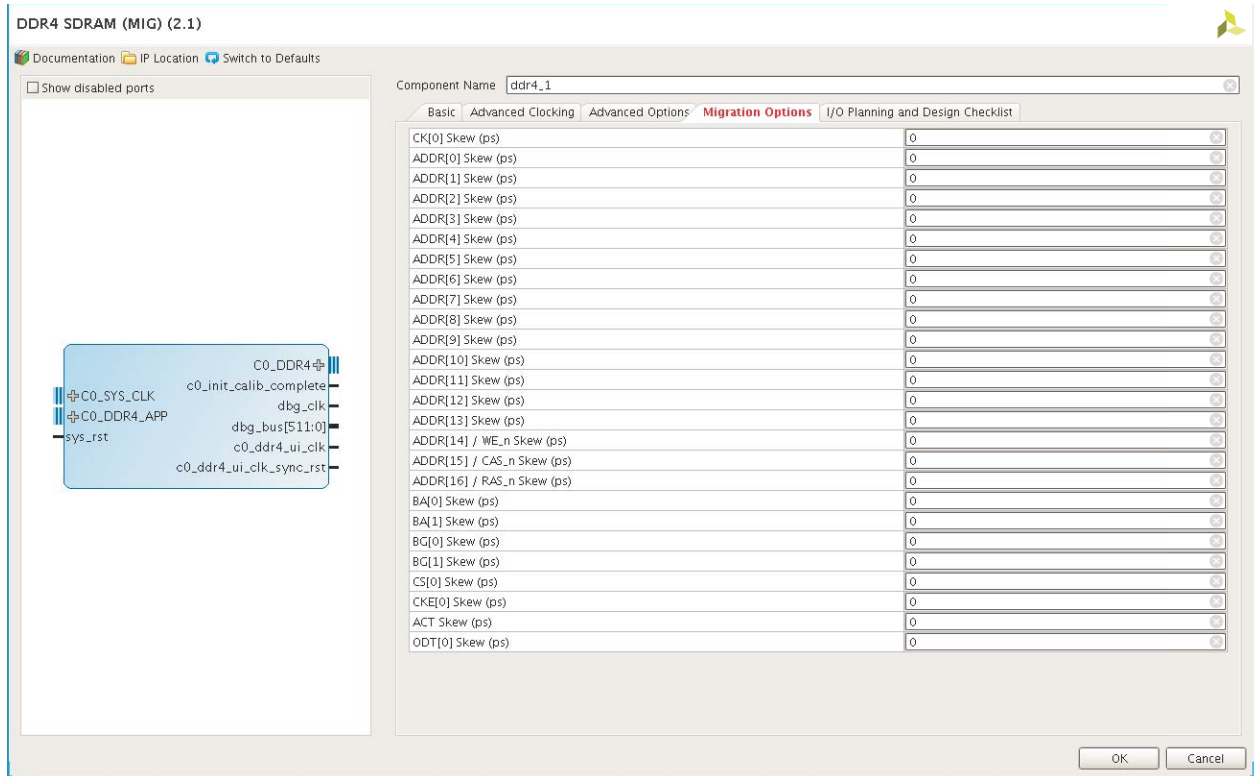 DDR4 SDRAM (MIG) (2.1)
Documentation IP Location Switch to Defaults
Show disabled ports
C0_DDR4
c0_init_calib_complete
C0_SYS_CLK
dbg_clk
C0_DDR4_APP
dbg_bus[511:0]
sys_rst
c0_ddr4_ui_clk
c0_ddr4_ui_clk_sync_rst
Component Name ddr4_1
Basic Advanced Clocking Advanced Options Migration Options I/O Planning and Design Checklist
CK[0] Skew (ps) 0
ADDR[0] Skew (ps) 0
ADDR[1] Skew (ps) 0
ADDR[2] Skew (ps) 0
ADDR[3] Skew (ps) 0
ADDR[4] Skew (ps) 0
ADDR[5] Skew (ps) 0
ADDR[6] Skew (ps) 0
ADDR[7] Skew (ps) 0
ADDR[8] Skew (ps) 0
ADDR[9] Skew (ps) 0
ADDR[10] Skew (ps) 0
ADDR[11] Skew (ps) 0
ADDR[12] Skew (ps) 0
ADDR[13] Skew (ps) 0
ADDR[14] / WE_n Skew (ps) 0
ADDR[15] / CAS_n Skew (ps) 0
ADDR[16] / RAS_n Skew (ps) 0
BA[0] Skew (ps) 0
BA[1] Skew (ps) 0
BG[0] Skew (ps) 0
BG[1] Skew (ps) 0
CS[0] Skew (ps) 0
CKE[0] Skew (ps) 0
ACT Skew (ps) 0
ODT[0] Skew (ps) 0
OK Cancel